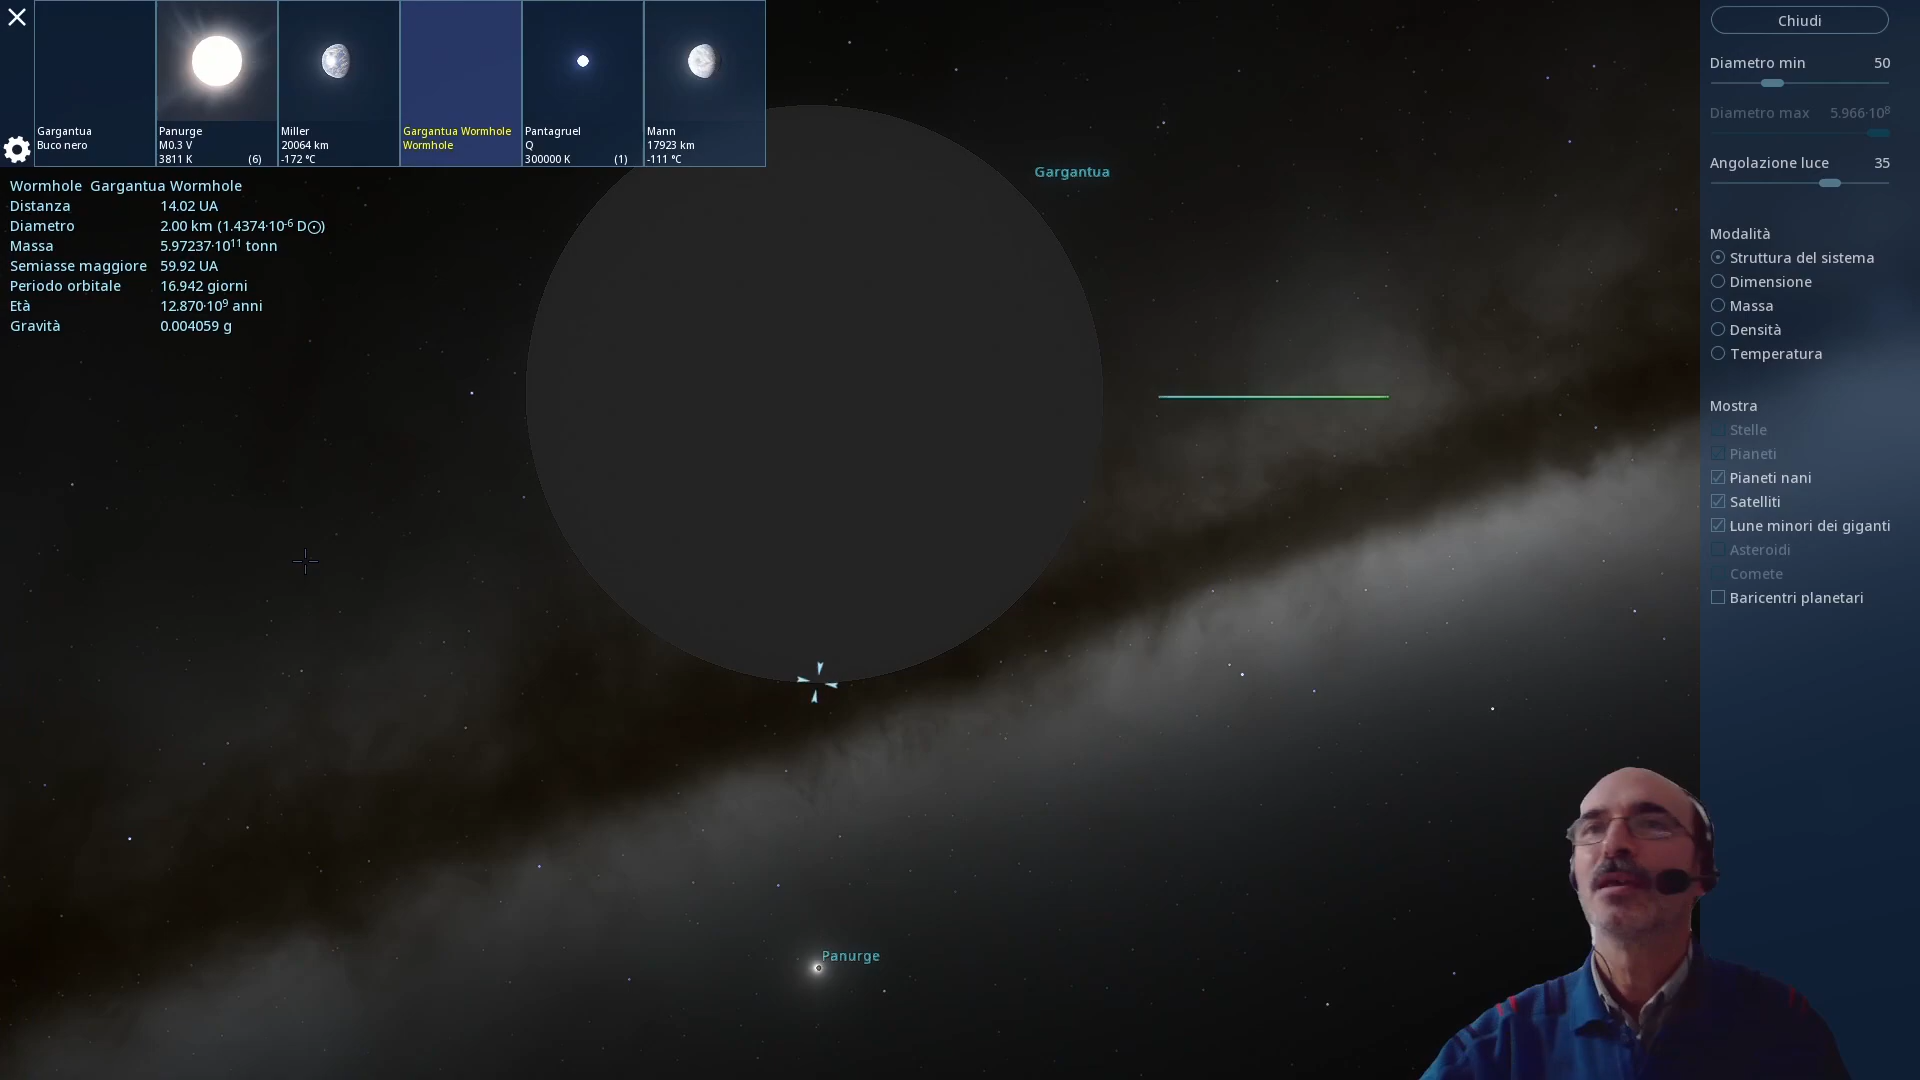 Gargantua
Buco nero
Panurge
M0.3 V
3811 K (6)
Miller
20064 km
-172 °C
Gargantua Wormhole
Wormhole
Pantagruel
Q
300000 K (1)
Mann
17923 km
-111 °C
Wormhole Gargantua Wormhole
Distanza 14.02 UA
Diametro 2.00 km (1.4374·10⁻⁶ D☉)
Massa 5.97237·10¹¹ tonn
Semiasse maggiore 59.92 UA
Periodo orbitale 16.942 giorni
Età 12.870·10⁹ anni
Gravità 0.004059 g
Gargantua
Panurge
Chiudi
Diametro min 50
Diametro max 5.966·10⁸
Angolazione luce 35
Modalità
Struttura del sistema
Dimensione
Massa
Densità
Temperatura
Mostra
Stelle
Pianeti
Pianeti nani
Satelliti
Lune minori dei giganti
Asteroidi
Comete
Baricentri planetari